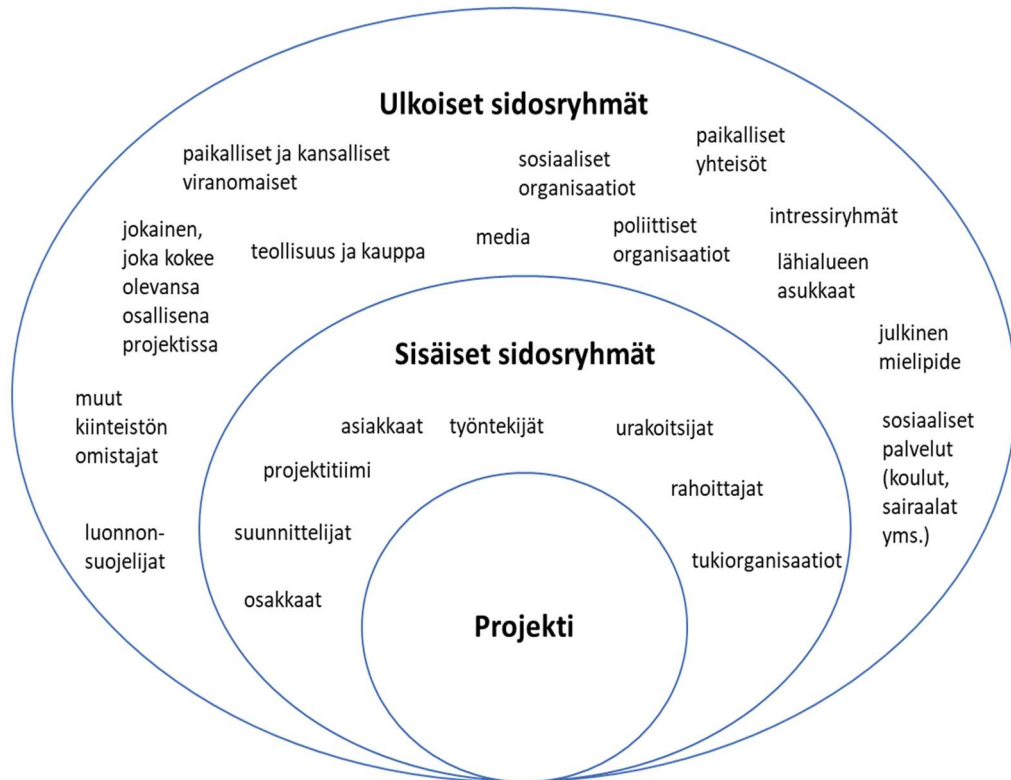 Ulkoiset sidosryhmät
paikalliset ja kansalliset
viranomaiset
sosiaaliset
organisaatiot
paikalliset
yhteisöt
jokainen,
joka kokee
olevansa
osallisena
projektissa
teollisuus ja kauppa
media
poliittiset
organisaatiot
intressiryhmät
lähialueen
asukkaat
julkinen
mielipide
muut
kiinteistön
omistajat
sosiaaliset
palvelut
(koulut,
sairaalat
yms.)
luonnon-
suojelijat
Sisäiset sidosryhmät
asiakkaat
työntekijät
urakoitsijat
projektitiimi
rahoittajat
suunnittelijat
tukiorganisaatiot
osakkaat
Projekti